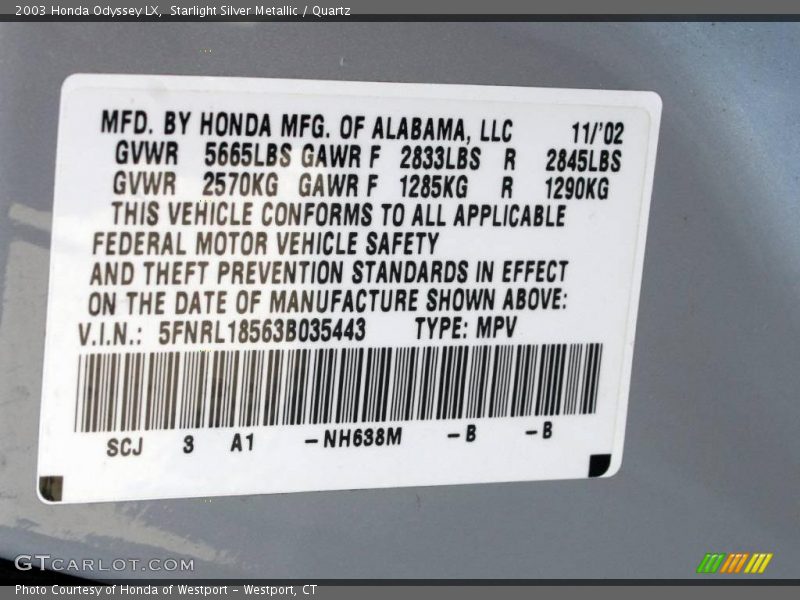 2003 Honda Odyssey LX,  Starlight Silver Metallic / Quartz
MFD. BY HONDA MFG. OF ALABAMA, LLC 11/'02
GVWR 5665LBS GAWR F 2833LBS R 2845LBS
GVWR 2570KG GAWR F 1285KG R 1290KG
THIS VEHICLE CONFORMS TO ALL APPLICABLE
FEDERAL MOTOR VEHICLE SAFETY
AND THEFT PREVENTION STANDARDS IN EFFECT
ON THE DATE OF MANUFACTURE SHOWN ABOVE:
V.I.N.: 5FNRL18563B035443 TYPE: MPV
SCJ 3 A1 –NH638M –B –B
GTCARLOT.COM
Photo Courtesy of Honda of Westport – Westport, CT